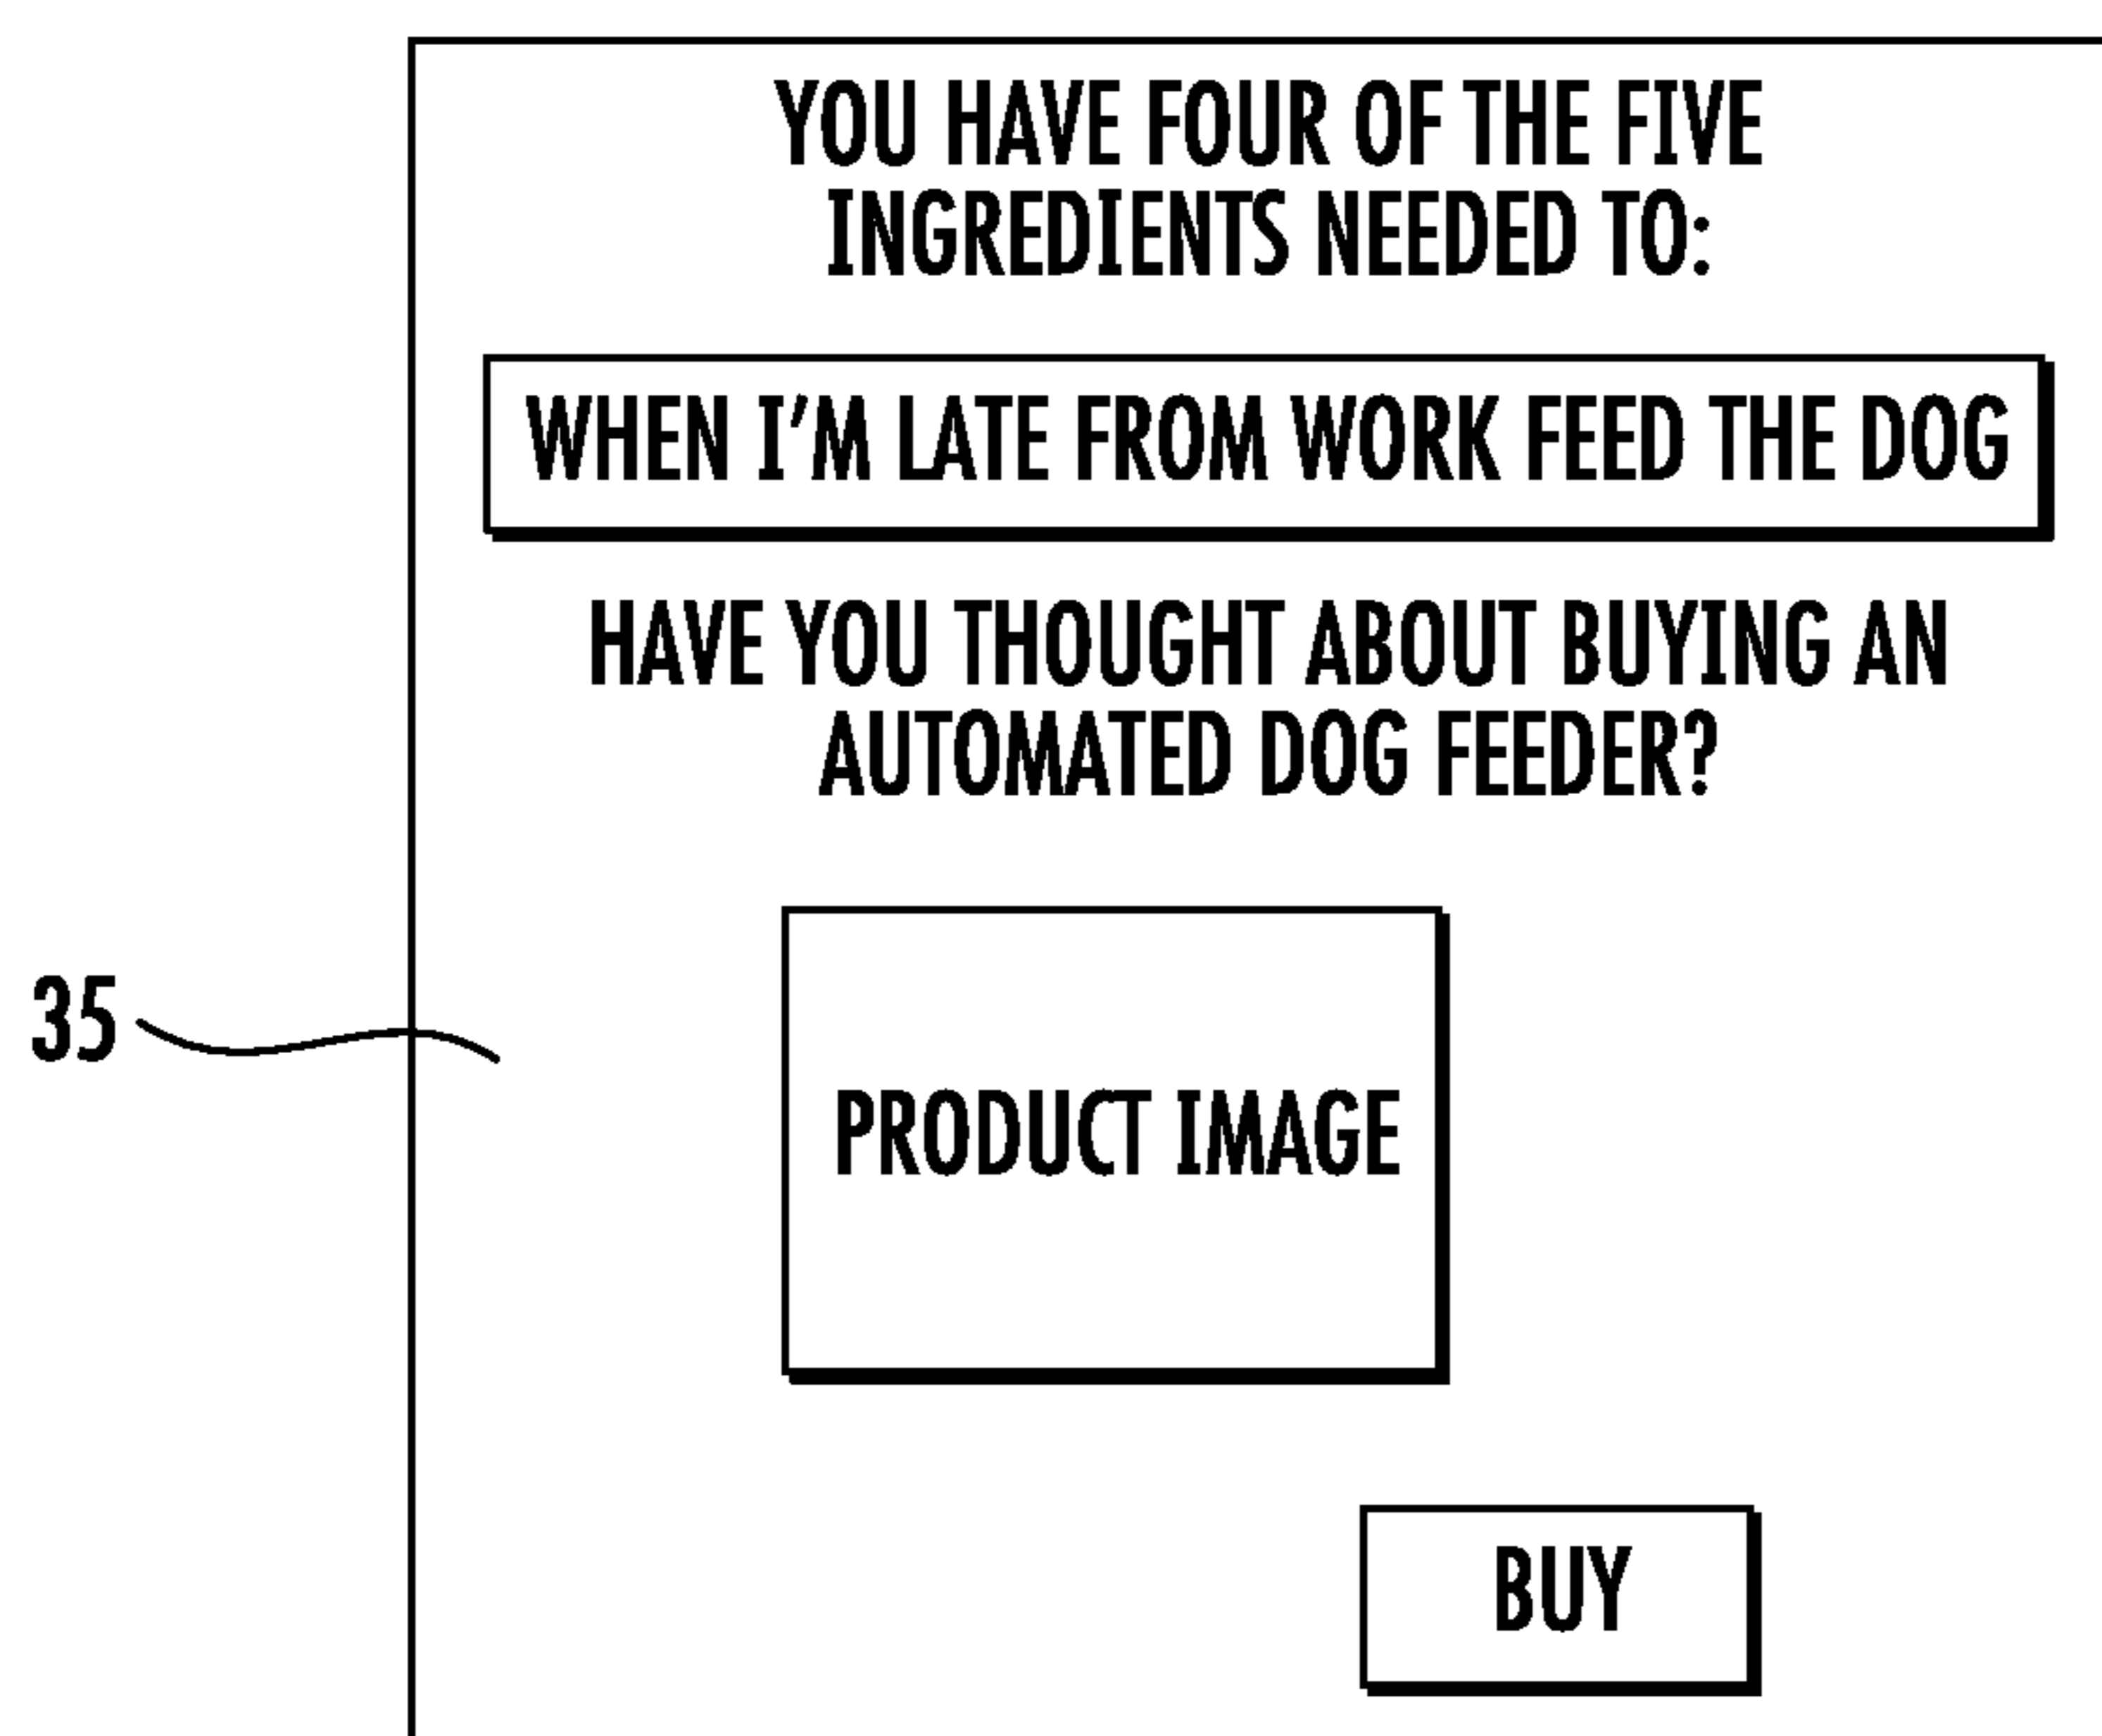 YOU HAVE FOUR OF THE FIVE
INGREDIENTS NEEDED TO:
WHEN I'M LATE FROM WORK FEED THE DOG
HAVE YOU THOUGHT ABOUT BUYING AN
AUTOMATED DOG FEEDER?
35
PRODUCT IMAGE
BUY